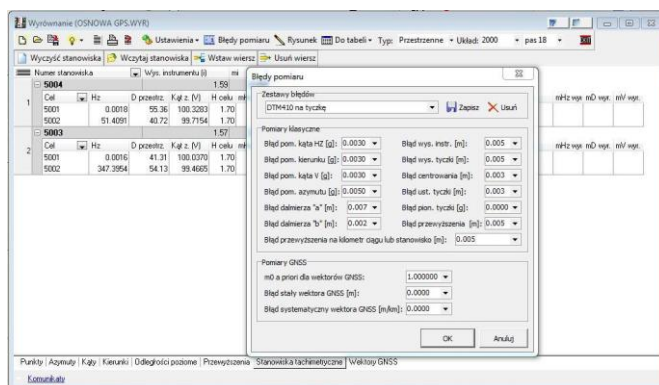 Wyrównanie (OSNOWA GPS.WYR)
Ustawienia Błędy pomiaru Rysunek Do tabeli Typ: Przestrzenne Układ: 2000 pas 18
Wyczyść stanowiska Wczytaj stanowiska Wstaw wiersz Usuń wiersz
Numer stanowiska Wys. instrumentu (i) mi
5004 1.59
1 Cel Hz D przestrz. Kąt z. (V) H celu mHz wyr. mD wyr. mV wyr.
5001 0.0018 55.36 100.3283 1.70
5002 51.4091 40.72 99.7154 1.70
5003 1.57
2 Cel Hz D przestrz. Kąt z. (V) H celu mHz wyr. mD wyr. mV wyr.
5001 0.0016 41.31 100.0370 1.70
5002 347.3954 54.13 99.4665 1.70
Błędy pomiaru
Zestawy błędów
DTM410 na tyczkę Zapisz Usuń
Pomiary klasyczne
Błąd pom. kąta HZ [g]: 0.0030 Błąd wys. instr. [m]: 0.005
Błąd pom. kierunku [g]: 0.0030 Błąd wys. tyczki [m]: 0.005
Błąd pom. kąta V [g]: 0.0030 Błąd centrowania [m]: 0.003
Błąd pom. azymutu [g]: 0.0050 Błąd ust. tyczki [m]: 0.003
Błąd dalmierza "a" [m]: 0.007 Błąd pion. tyczki [g]: 0.0000
Błąd dalmierza "b" [m]: 0.002 Błąd przewyższenia [m]: 0.005
Błąd przewyższenia na kilometr ciągu lub stanowisko [m]: 0.005
Pomiary GNSS
m0 a priori dla wektorów GNSS: 1.000000
Błąd stały wektora GNSS [m]: 0.0000
Błąd systematyczny wektora GNSS [mm/km]: 0.0000
OK Anuluj
Punkty Azymuty Kąty Kierunki Odległości poziome Przewyższenia Stanowiska tachimetryczne Wektory GNSS
Komunikaty